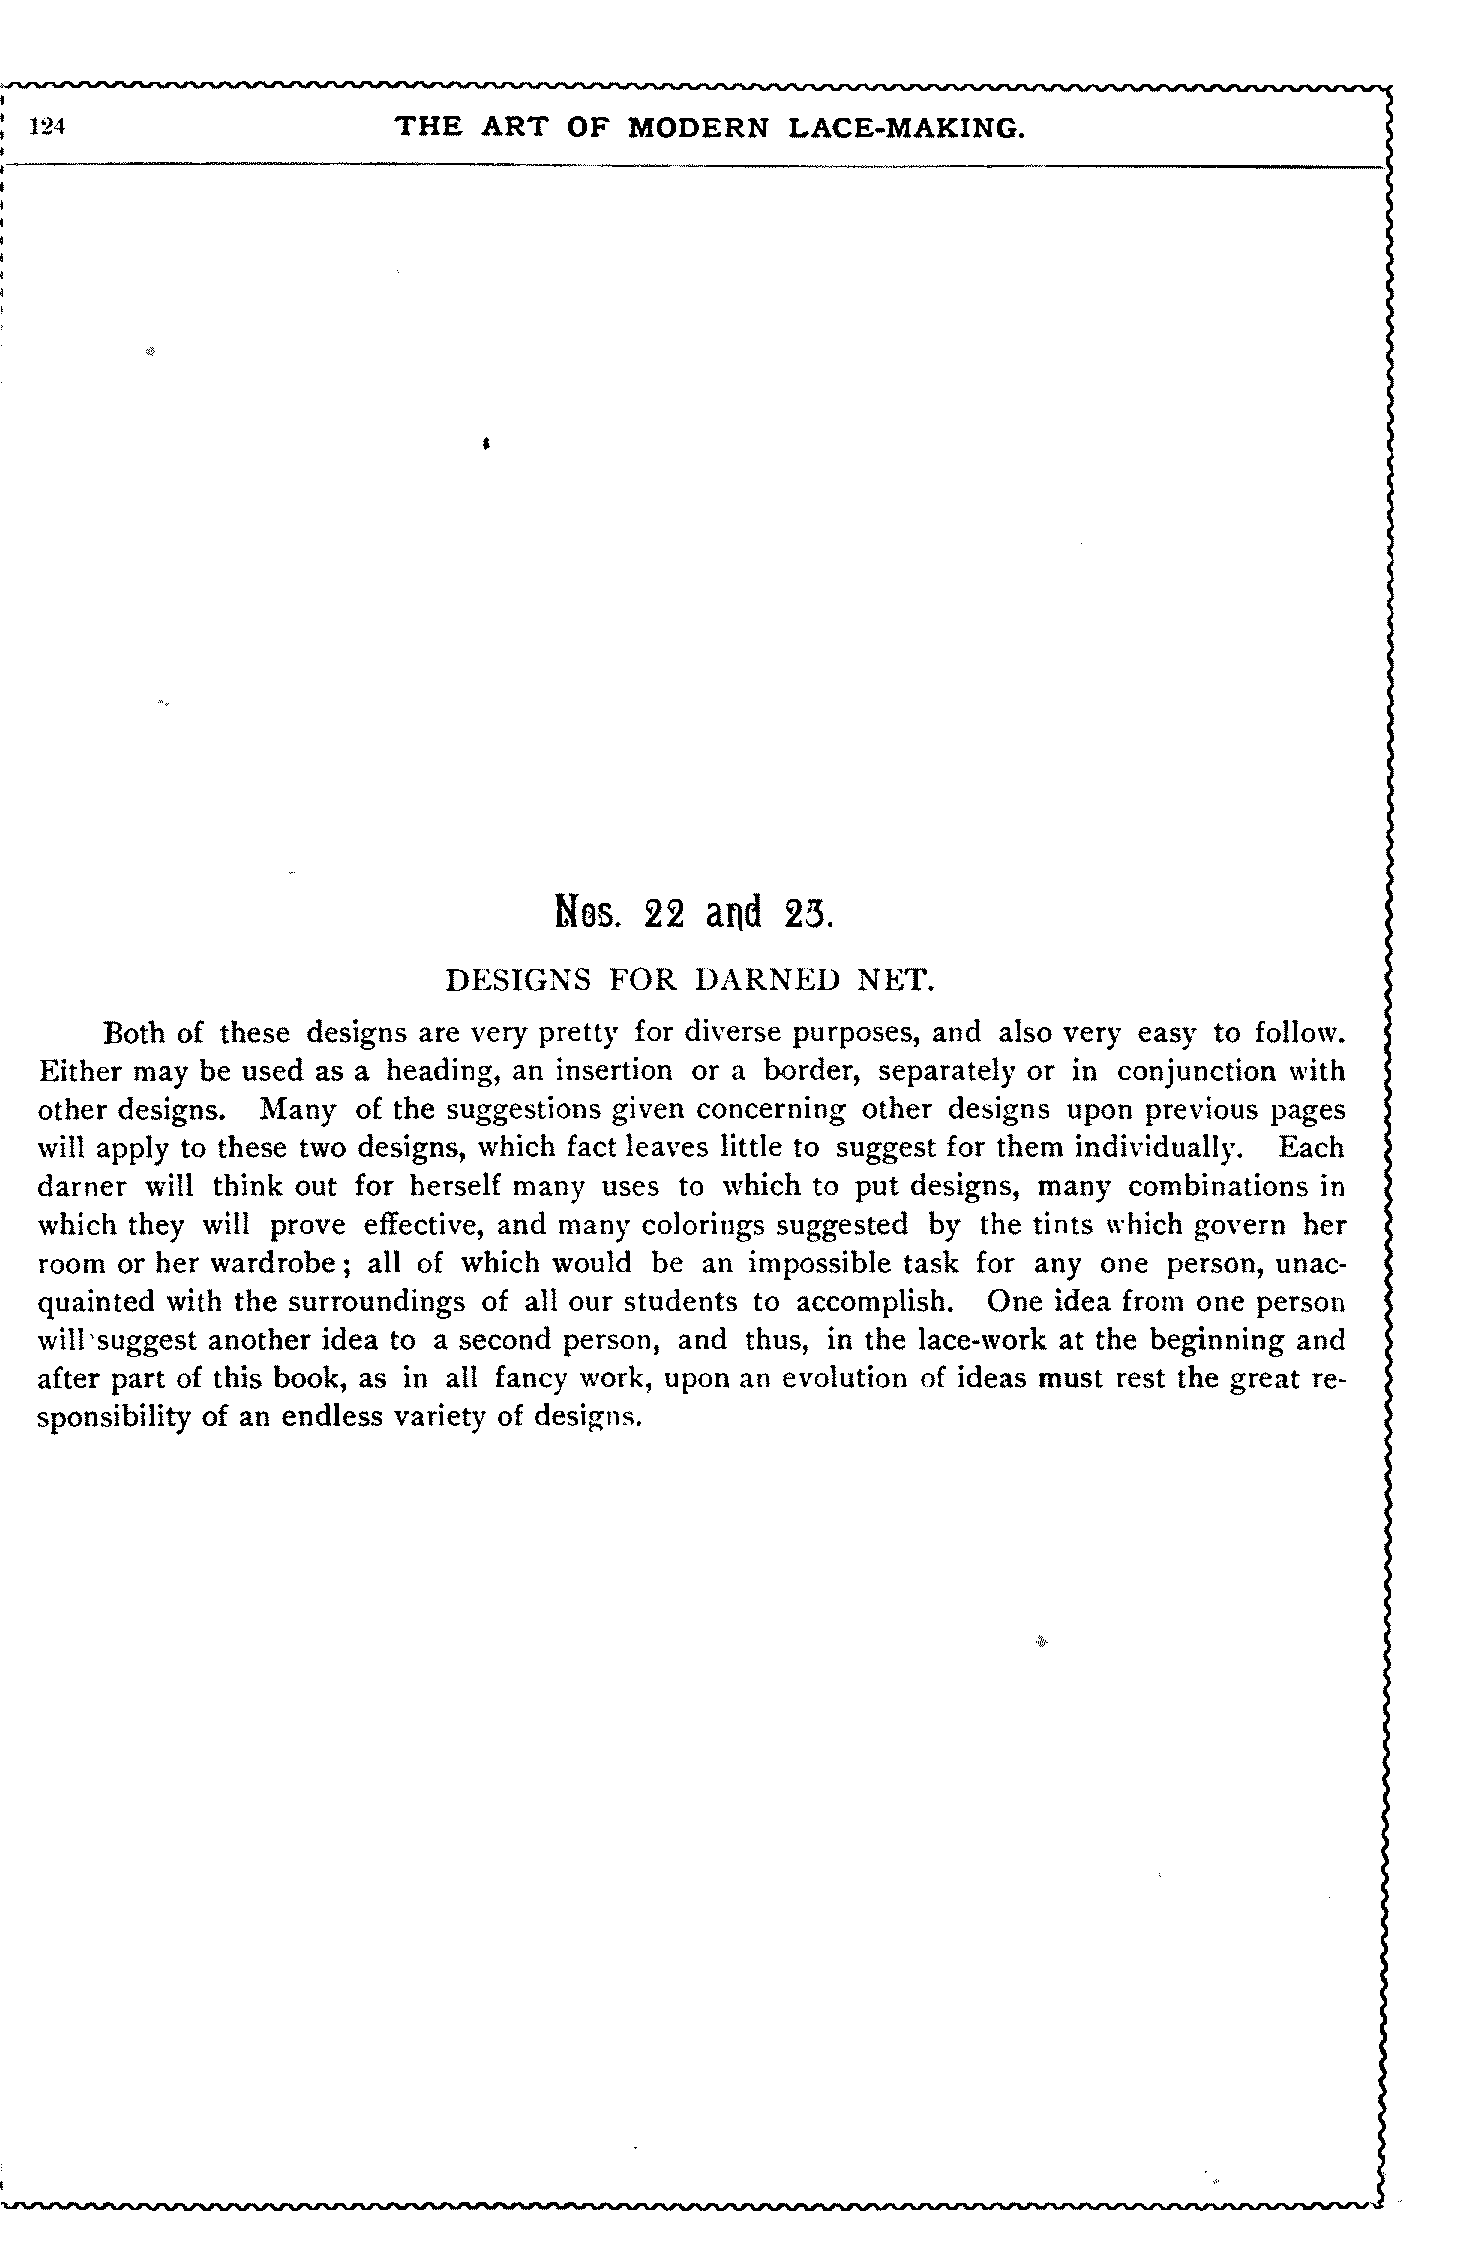 124 THE ART OF MODERN LACE-MAKING.
Nos. 22 and 23.
DESIGNS FOR DARNED NET.
Both of these designs are very pretty for diverse purposes, and also very easy to follow.
Either may be used as a heading, an insertion or a border, separately or in conjunction with
other designs. Many of the suggestions given concerning other designs upon previous pages
will apply to these two designs, which fact leaves little to suggest for them individually. Each
darner will think out for herself many uses to which to put designs, many combinations in
which they will prove effective, and many colorings suggested by the tints which govern her
room or her wardrobe; all of which would be an impossible task for any one person, unac-
quainted with the surroundings of all our students to accomplish. One idea from one person
will suggest another idea to a second person, and thus, in the lace-work at the beginning and
after part of this book, as in all fancy work, upon an evolution of ideas must rest the great re-
sponsibility of an endless variety of designs.